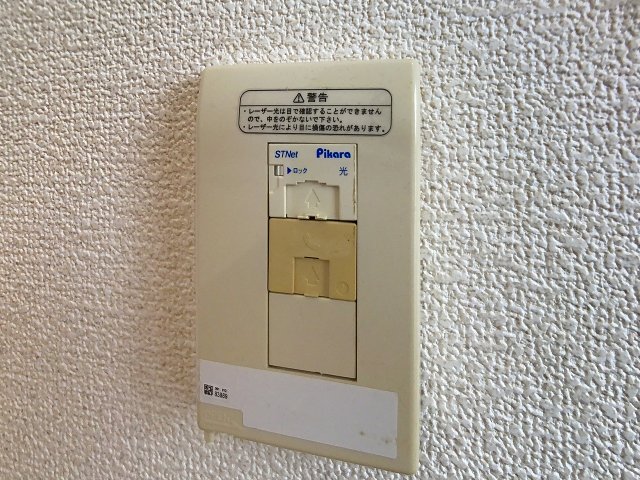 ⚠警告
・レーザー光は目で確認することができません
ので、中をのぞかないで下さい。
・レーザー光により目に損傷の恐れがあります。
STNet Pikara
▶ロック 光
83889